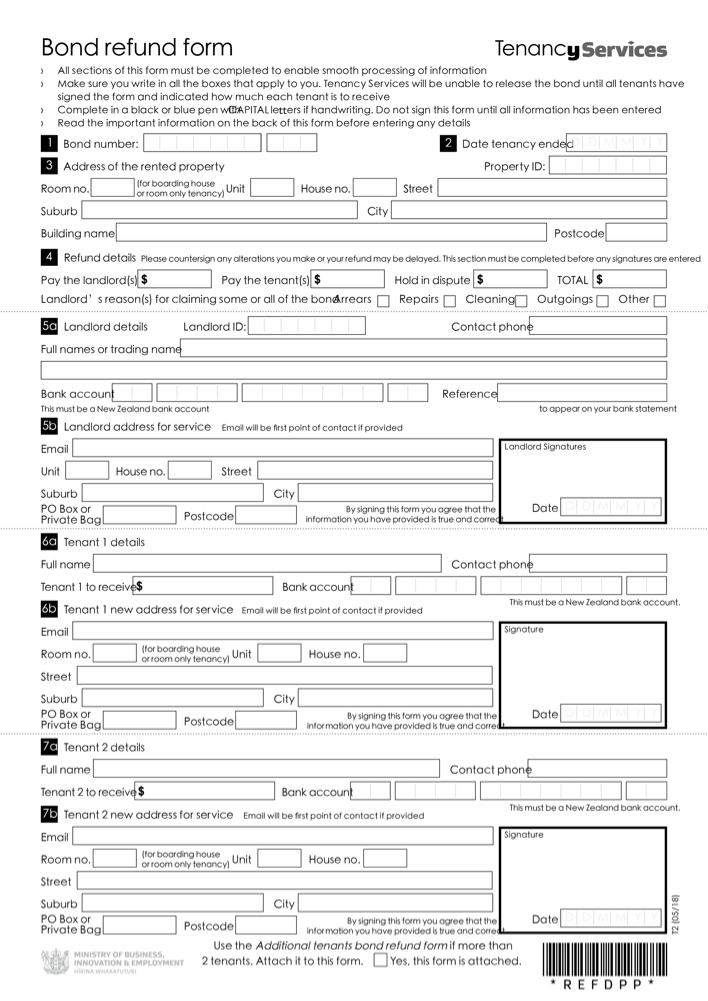 Bond refund form
Tenancy Services
› All sections of this form must be completed to enable smooth processing of information
› Make sure you write in all the boxes that apply to you. Tenancy Services will be unable to release the bond until all tenants have
signed the form and indicated how much each tenant is to receive
› Complete in a black or blue pen with CAPITAL letters if handwriting. Do not sign this form until all information has been entered
› Read the important information on the back of this form before entering any details
1 Bond number:
2 Date tenancy ended D D M M Y Y
3 Address of the rented property
Property ID:
Room no. (for boarding house or room only tenancy) Unit House no. Street
Suburb City
Building name Postcode
4 Refund details Please countersign any alterations you make or your refund may be delayed. This section must be completed before any signatures are entered
Pay the landlord(s) $ Pay the tenant(s) $ Hold in dispute $ TOTAL $
Landlord' s reason(s) for claiming some or all of the bond Arrears Repairs Cleaning Outgoings Other
5a Landlord details Landlord ID: Contact phone
Full names or trading name
Bank account Reference
This must be a New Zealand bank account to appear on your bank statement
5b Landlord address for service Email will be first point of contact if provided
Email
Landlord Signatures
Unit House no. Street
Suburb City
PO Box or Private Bag Postcode
By signing this form you agree that the
information you have provided is true and correct
Date D D M M Y Y
6a Tenant 1 details
Full name Contact phone
Tenant 1 to receive $ Bank account
This must be a New Zealand bank account.
6b Tenant 1 new address for service Email will be first point of contact if provided
Email
Signature
Room no. (for boarding house or room only tenancy) Unit House no.
Street
Suburb City
PO Box or Private Bag Postcode
By signing this form you agree that the
information you have provided is true and correct
Date D D M M Y Y
7a Tenant 2 details
Full name Contact phone
Tenant 2 to receive $ Bank account
This must be a New Zealand bank account.
7b Tenant 2 new address for service Email will be first point of contact if provided
Email
Signature
Room no. (for boarding house or room only tenancy) Unit House no.
Street
Suburb City
PO Box or Private Bag Postcode
By signing this form you agree that the
information you have provided is true and correct
Date D D M M Y Y
T2 (05/18)
MINISTRY OF BUSINESS,
INNOVATION & EMPLOYMENT
HĪKINA WHAKATUTUKI
Use the Additional tenants bond refund form if more than
2 tenants. Attach it to this form. Yes, this form is attached.
* R E F D P P *